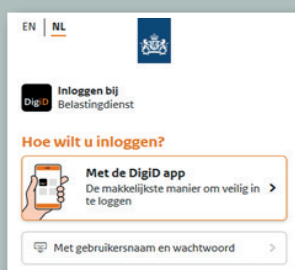 EN | NL
DigiD
Inloggen bij
Belastingdienst
Hoe wilt u inloggen?
Met de DigiD app
De makkelijkste manier om veilig in
te loggen
Met gebruikersnaam en wachtwoord